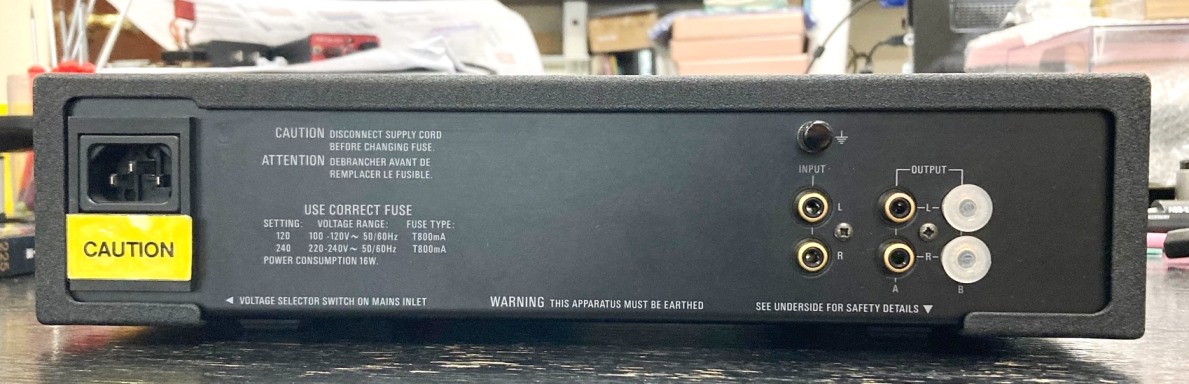 CAUTION DISCONNECT SUPPLY CORD
BEFORE CHANGING FUSE.
ATTENTION DEBRANCHER AVANT DE
REMPLACER LE FUSIBLE.
USE CORRECT FUSE
SETTING: VOLTAGE RANGE: FUSE TYPE:
120 100-120V~ 50/60Hz T800mA
240 220-240V~ 50/60Hz T800mA
POWER CONSUMPTION 16W.
CAUTION
◄ VOLTAGE SELECTOR SWITCH ON MAINS INLET
WARNING THIS APPARATUS MUST BE EARTHED
INPUT
L
R
OUTPUT
L
R
A B
SEE UNDERSIDE FOR SAFETY DETAILS ▼